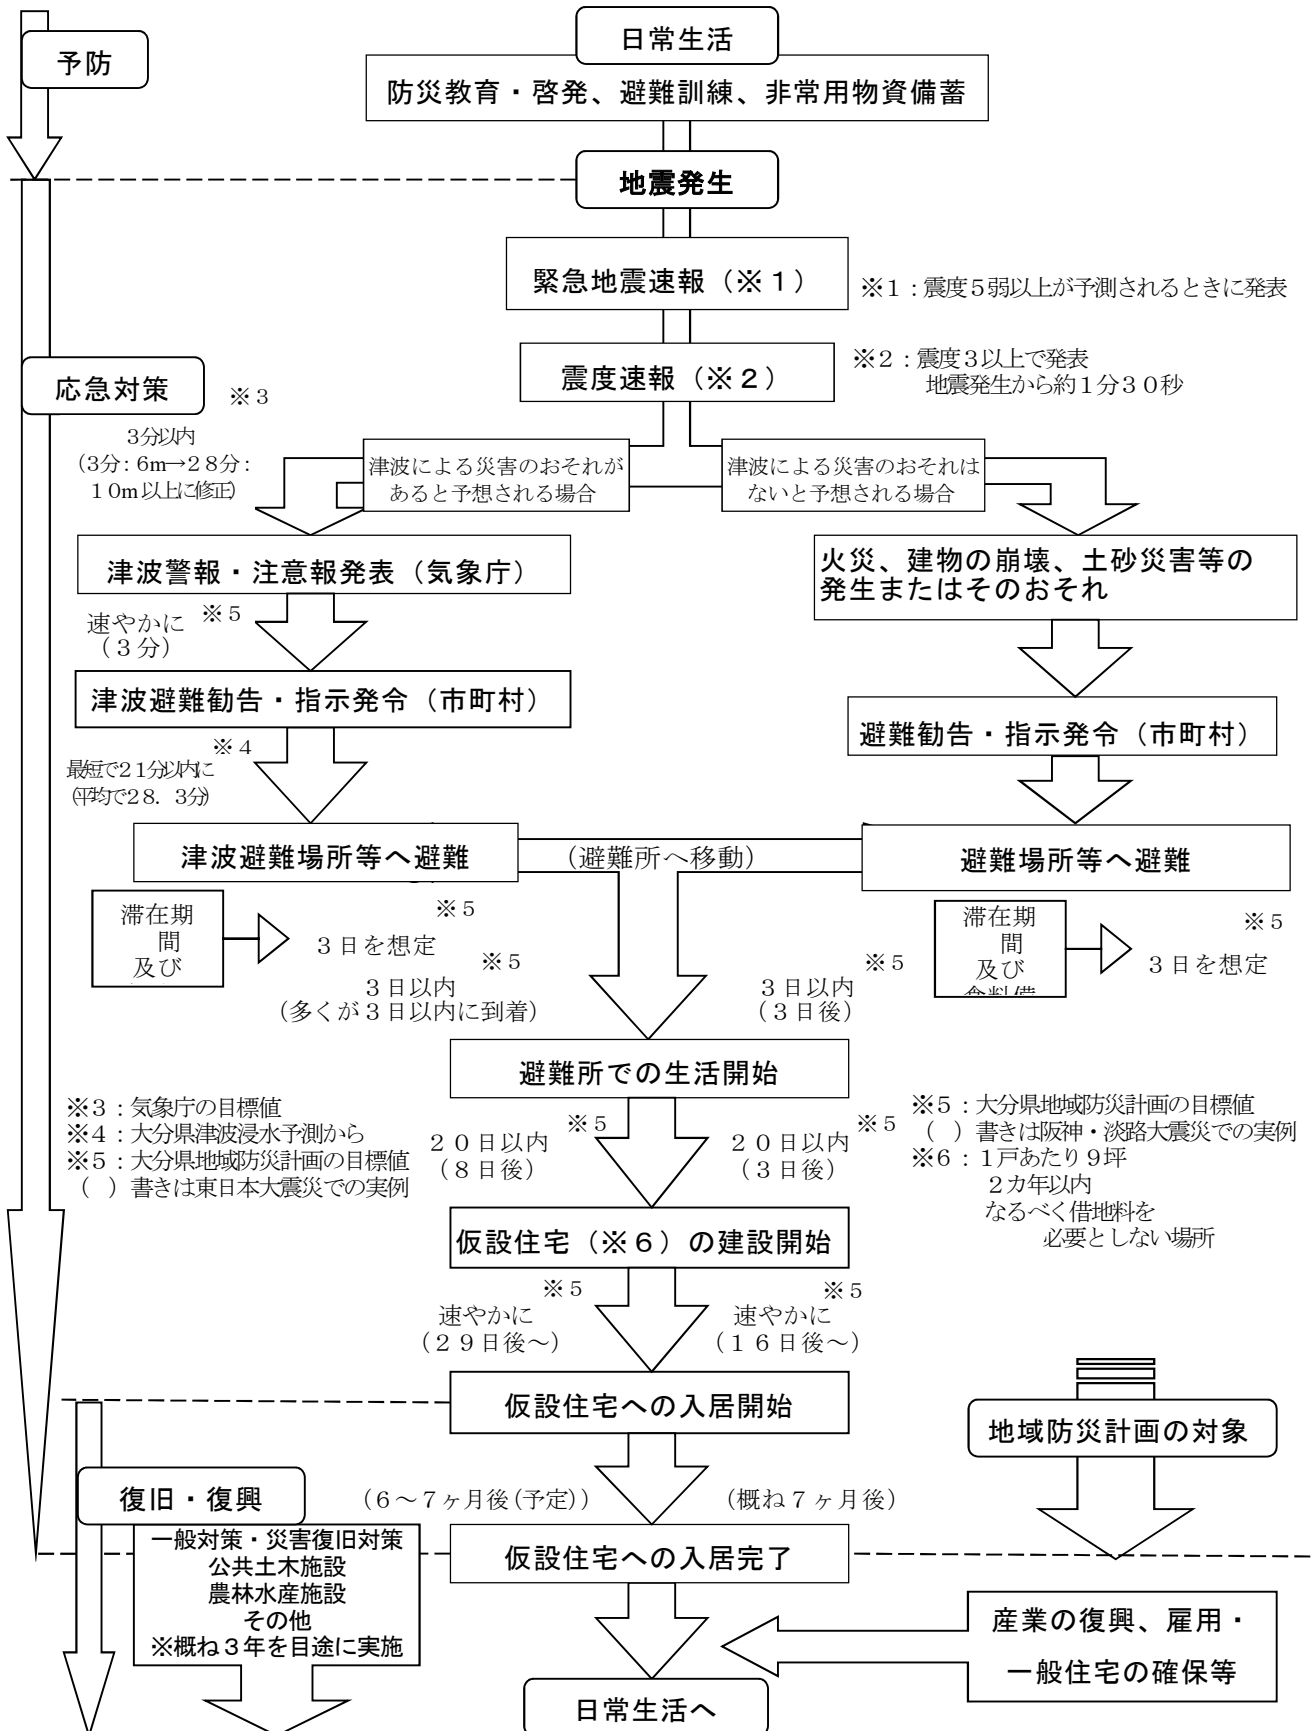 日常生活
予防
防災教育・啓発、避難訓練、非常用物資備蓄
地震発生
緊急地震速報（※１）
※１：震度５弱以上が予測されるときに発表
震度速報（※２）
※２：震度３以上で発表
地震発生から約１分３０秒
応急対策
※３
３分以内
（３分：６ｍ→２８分：
１０ｍ以上に修正）
津波による災害のおそれが
あると予想される場合
津波による災害のおそれは
ないと予想される場合
津波警報・注意報発表（気象庁）
火災、建物の崩壊、土砂災害等の
発生またはそのおそれ
※５
速やかに
（３分）
津波避難勧告・指示発令（市町村）
避難勧告・指示発令（市町村）
※４
最短で２１分以内に
（平均で２８．３分）
津波避難場所等へ避難
（避難所へ移動）
避難場所等へ避難
滞在期
間
及び
※５
３日を想定
※５
３日以内
（多くが３日以内に到着）
※５
３日以内
（３日後）
滞在期
間
及び
※５
３日を想定
避難所での生活開始
※３：気象庁の目標値
※４：大分県津波浸水予測から
※５：大分県地域防災計画の目標値
（　）書きは東日本大震災での実例
※５
２０日以内
（８日後）
※５
２０日以内
（３日後）
※５：大分県地域防災計画の目標値
（　）書きは阪神・淡路大震災での実例
※６：１戸あたり９坪
２カ年以内
なるべく借地料を
必要としない場所
仮設住宅（※６）の建設開始
※５
速やかに
（２９日後～）
※５
速やかに
（１６日後～）
仮設住宅への入居開始
地域防災計画の対象
復旧・復興
（６～７ヶ月後（予定））
（概ね７ヶ月後）
一般対策・災害復旧対策
公共土木施設
農林水産施設
その他
※概ね３年を目途に実施
仮設住宅への入居完了
産業の復興、雇用・
一般住宅の確保等
日常生活へ